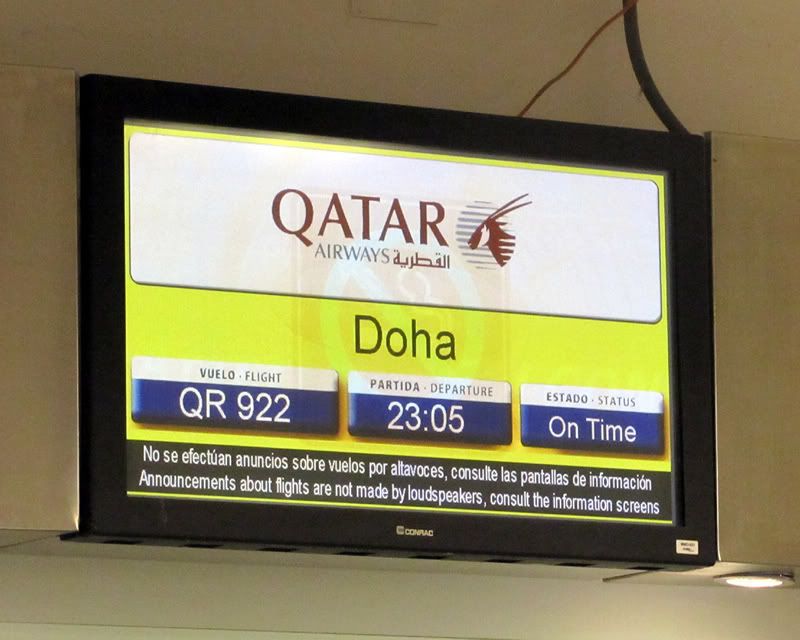 QATAR
AIRWAYS القطرية
Doha
VUELO · FLIGHT
QR 922
PARTIDA · DEPARTURE
23:05
ESTADO · STATUS
On Time
No se efectúan anuncios sobre vuelos por altavoces, consulte las pantallas de información
Announcements about flights are not made by loudspeakers, consult the information screens
CONRAC